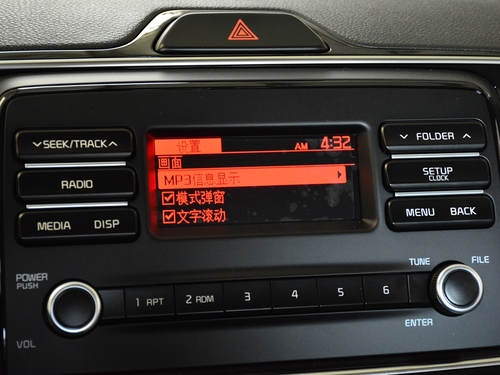 SEEK/TRACK
RADIO
MEDIA DISP
设置
AM 4:32
画面
MP3信息显示
模式弹窗
文字滚动
FOLDER
SETUP
CLOCK
MENU BACK
POWER
PUSH
VOL
1 RPT
2 RDM
3
4
5
6
TUNE
FILE
ENTER